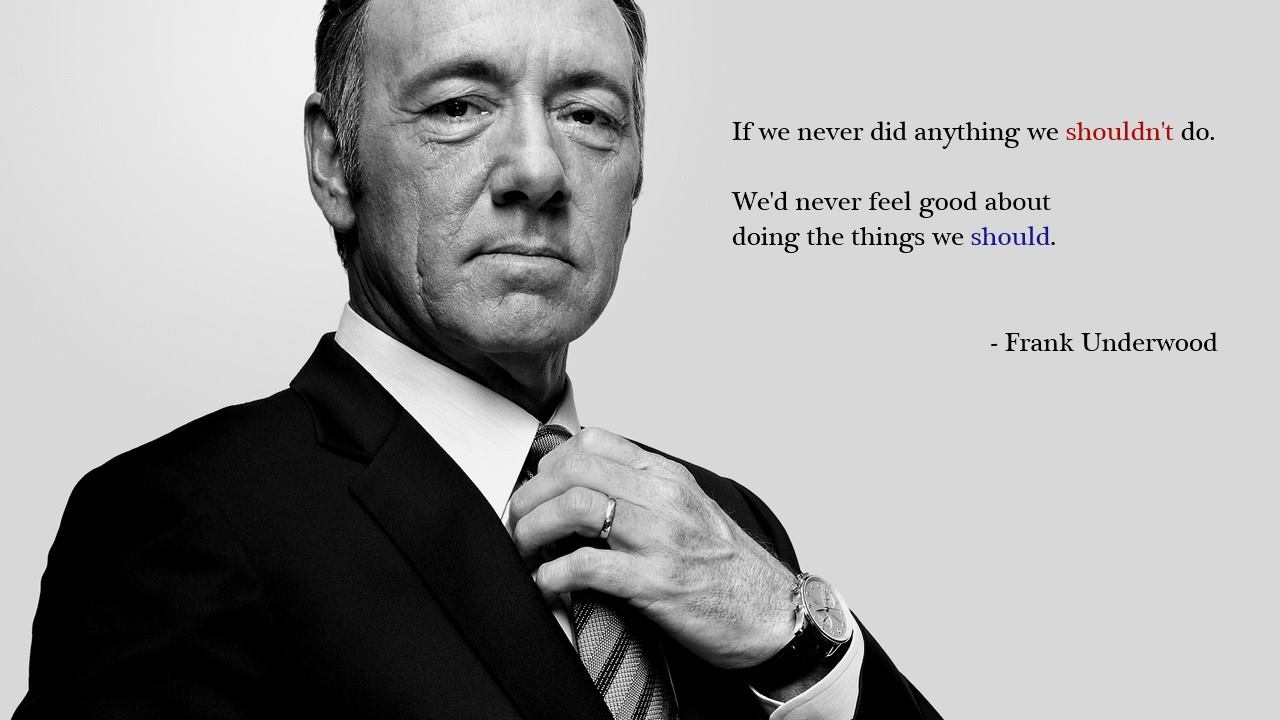 If we never did anything we shouldn't do.
We'd never feel good about
doing the things we should.
- Frank Underwood